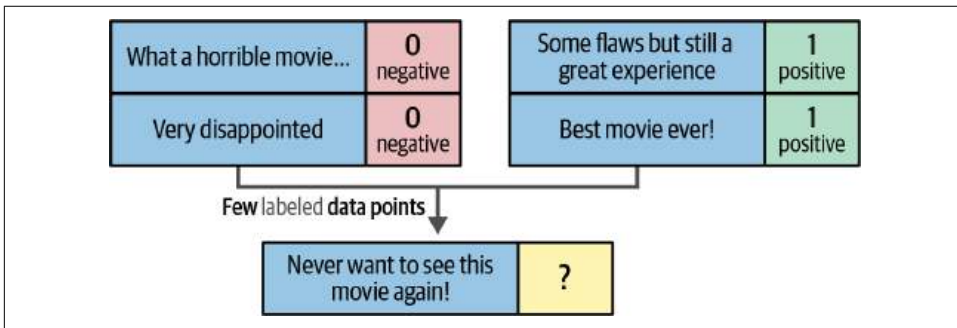 What a horrible movie...
0
negative
Very disappointed
0
negative
Some flaws but still a
great experience
1
positive
Best movie ever!
1
positive
Few labeled data points
Never want to see this
movie again!
?